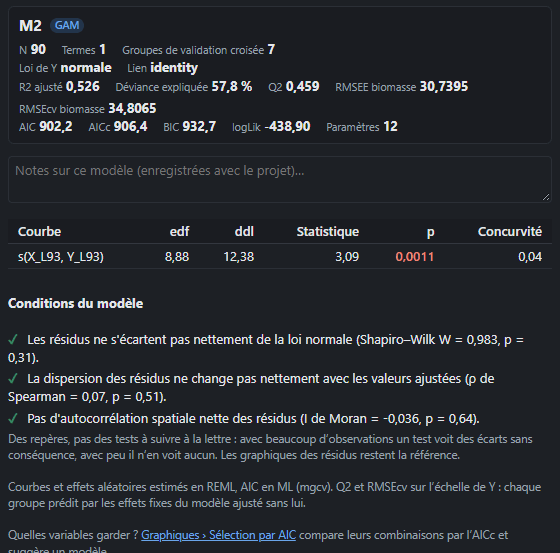 M2 GAM
N 90 Termes 1 Groupes de validation croisée 7
Loi de Y normale Lien identity
R2 ajusté 0,526 Déviance expliquée 57,8 % Q2 0,459 RMSEE biomasse 30,7395
RMSEcv biomasse 34,8065
AIC 902,2 AICc 906,4 BIC 932,7 logLik -438,90 Paramètres 12
Notes sur ce modèle (enregistrées avec le projet)...
Courbe edf ddl Statistique p Concurvité
s(X_L93, Y_L93) 8,88 12,38 3,09 0,0011 0,04
Conditions du modèle
✓ Les résidus ne s'écartent pas nettement de la loi normale (Shapiro–Wilk W = 0,983, p =
0,31).
✓ La dispersion des résidus ne change pas nettement avec les valeurs ajustées (ρ de
Spearman = 0,07, p = 0,51).
✓ Pas d'autocorrélation spatiale nette des résidus (I de Moran = -0,036, p = 0,64).
Des repères, pas des tests à suivre à la lettre : avec beaucoup d'observations un test voit des écarts sans
conséquence, avec peu il n'en voit aucun. Les graphiques des résidus restent la référence.
Courbes et effets aléatoires estimés en REML, AIC en ML (mgcv). Q2 et RMSEcv sur l'échelle de Y : chaque
groupe prédit par les effets fixes du modèle ajusté sans lui.
Quelles variables garder ? Graphiques › Sélection par AIC compare leurs combinaisons par l'AICc et
suggère un modèle.